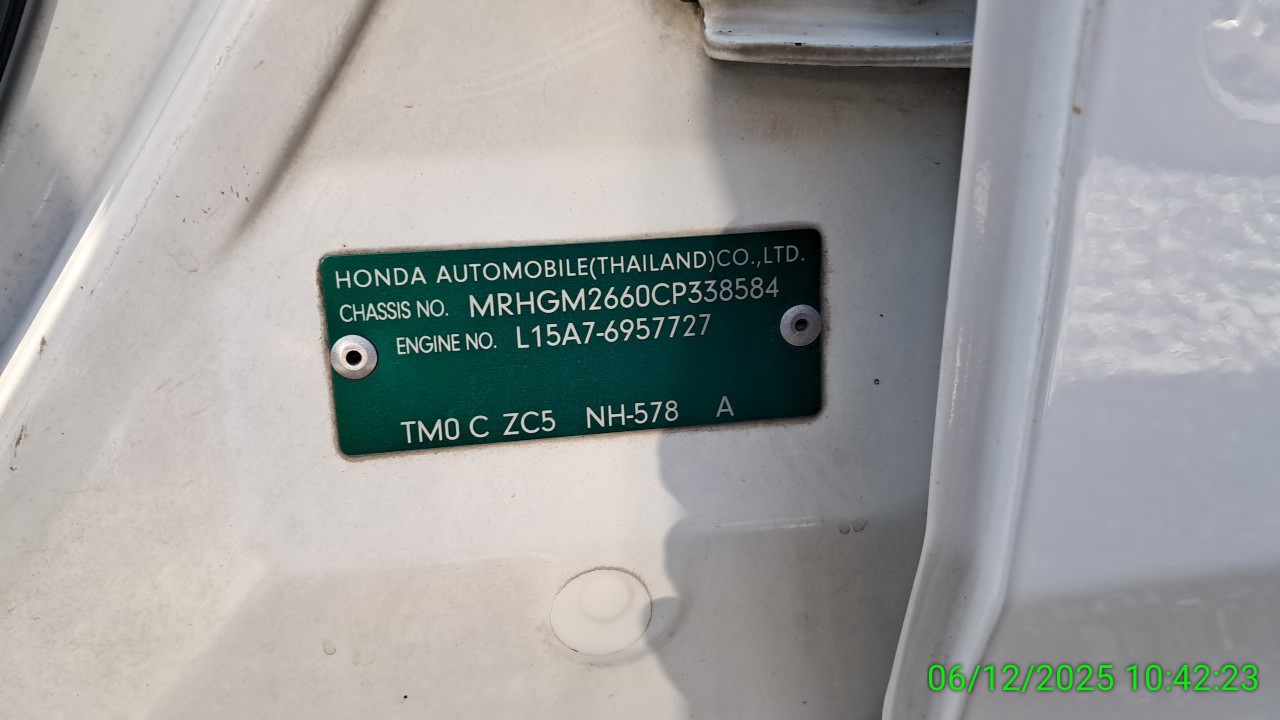 HONDA AUTOMOBILE(THAILAND)CO.,LTD.
CHASSIS NO. MRHGM2660CP338584
ENGINE NO. L15A7-6957727
TM0 C ZC5 NH-578 A
06/12/2025 10:42:23